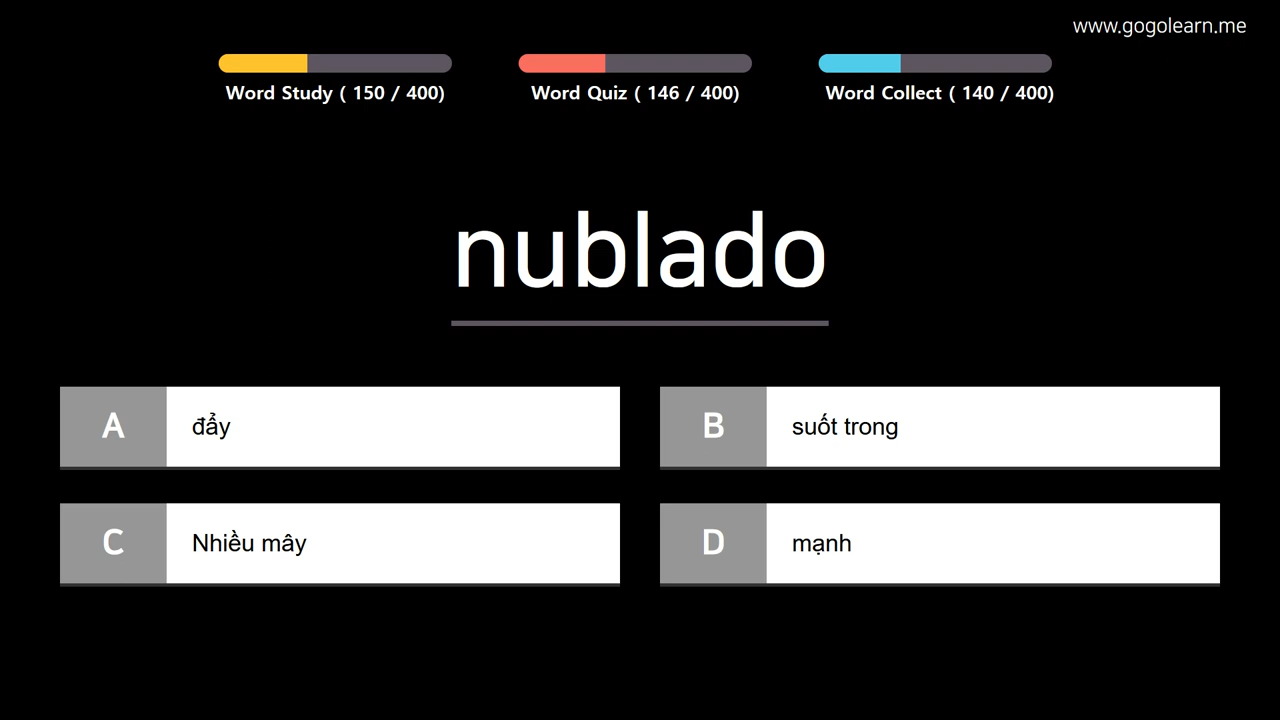 www.gogolearn.me
Word Study ( 150 / 400)
Word Quiz ( 146 / 400)
Word Collect ( 140 / 400)
nublado
A
đẩy
B
suốt trong
C
Nhiều mây
D
mạnh